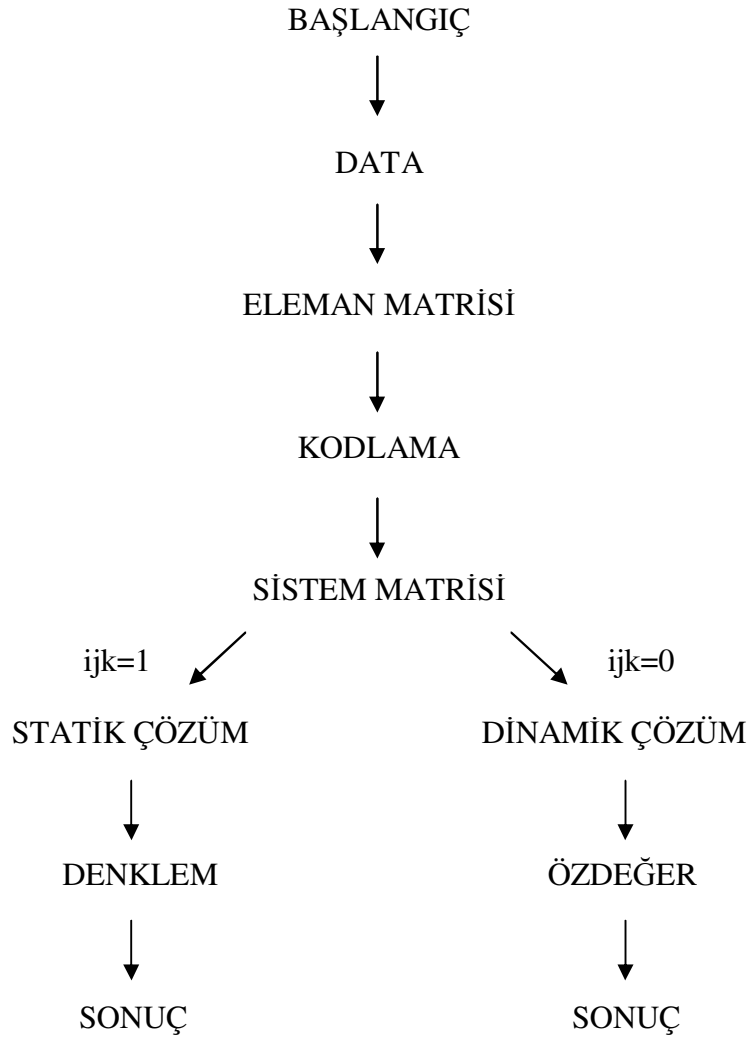 BAŞLANGIÇ
DATA
ELEMAN MATRİSİ
KODLAMA
SİSTEM MATRİSİ
ijk=1
ijk=0
STATİK ÇÖZÜM
DİNAMİK ÇÖZÜM
DENKLEM
ÖZDEĞER
SONUÇ
SONUÇ